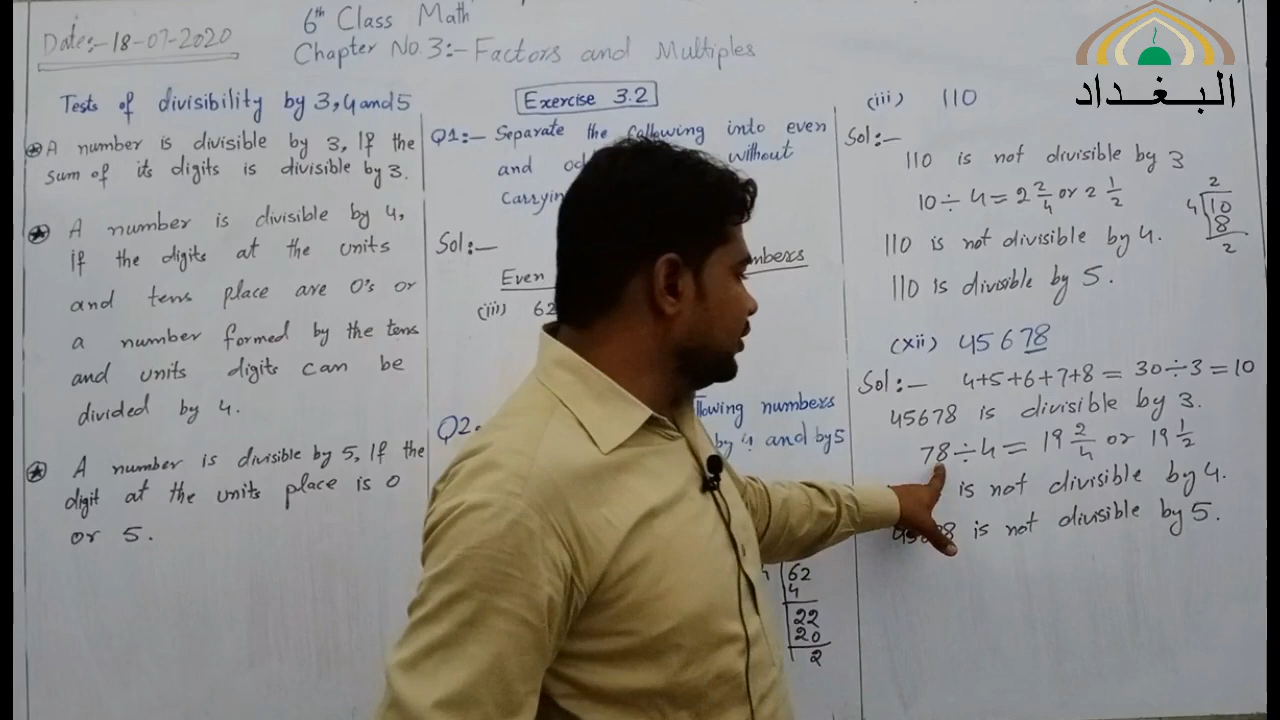 Date:- 18-07-2020
6th Class Math
Chapter No.3:- Factors and Multiples
البغداد
Tests of divisibility by 3,4 and 5
A number is divisible by 3, If the
sum of its digits is divisible by 3.
A number is divisible by 4,
if the digits at the units
and tens place are 0's or
a number formed by the tens
and units digits can be
divided by 4.
A number is divisible by 5, If the
digit at the units place is 0
or 5.
Exercise 3.2
Q1:- Separate the following into even
and without
Sol:-
Even
(iii) 62
Q2.
numbers
by 4 and by 5
62
4
22
20
2
(iii) 110
Sol:-
110 is not divisible by 3
10 ÷ 4 = 2 2/4 or 2 1/2
2
4 10
8
2
110 is not divisible by 4.
110 is divisible by 5.
(xii) 45678
Sol:- 4+5+6+7+8 = 30÷3 = 10
45678 is divisible by 3.
78÷4 = 19 2/4 or 19 1/2
is not divisible by 4.
is not divisible by 5.